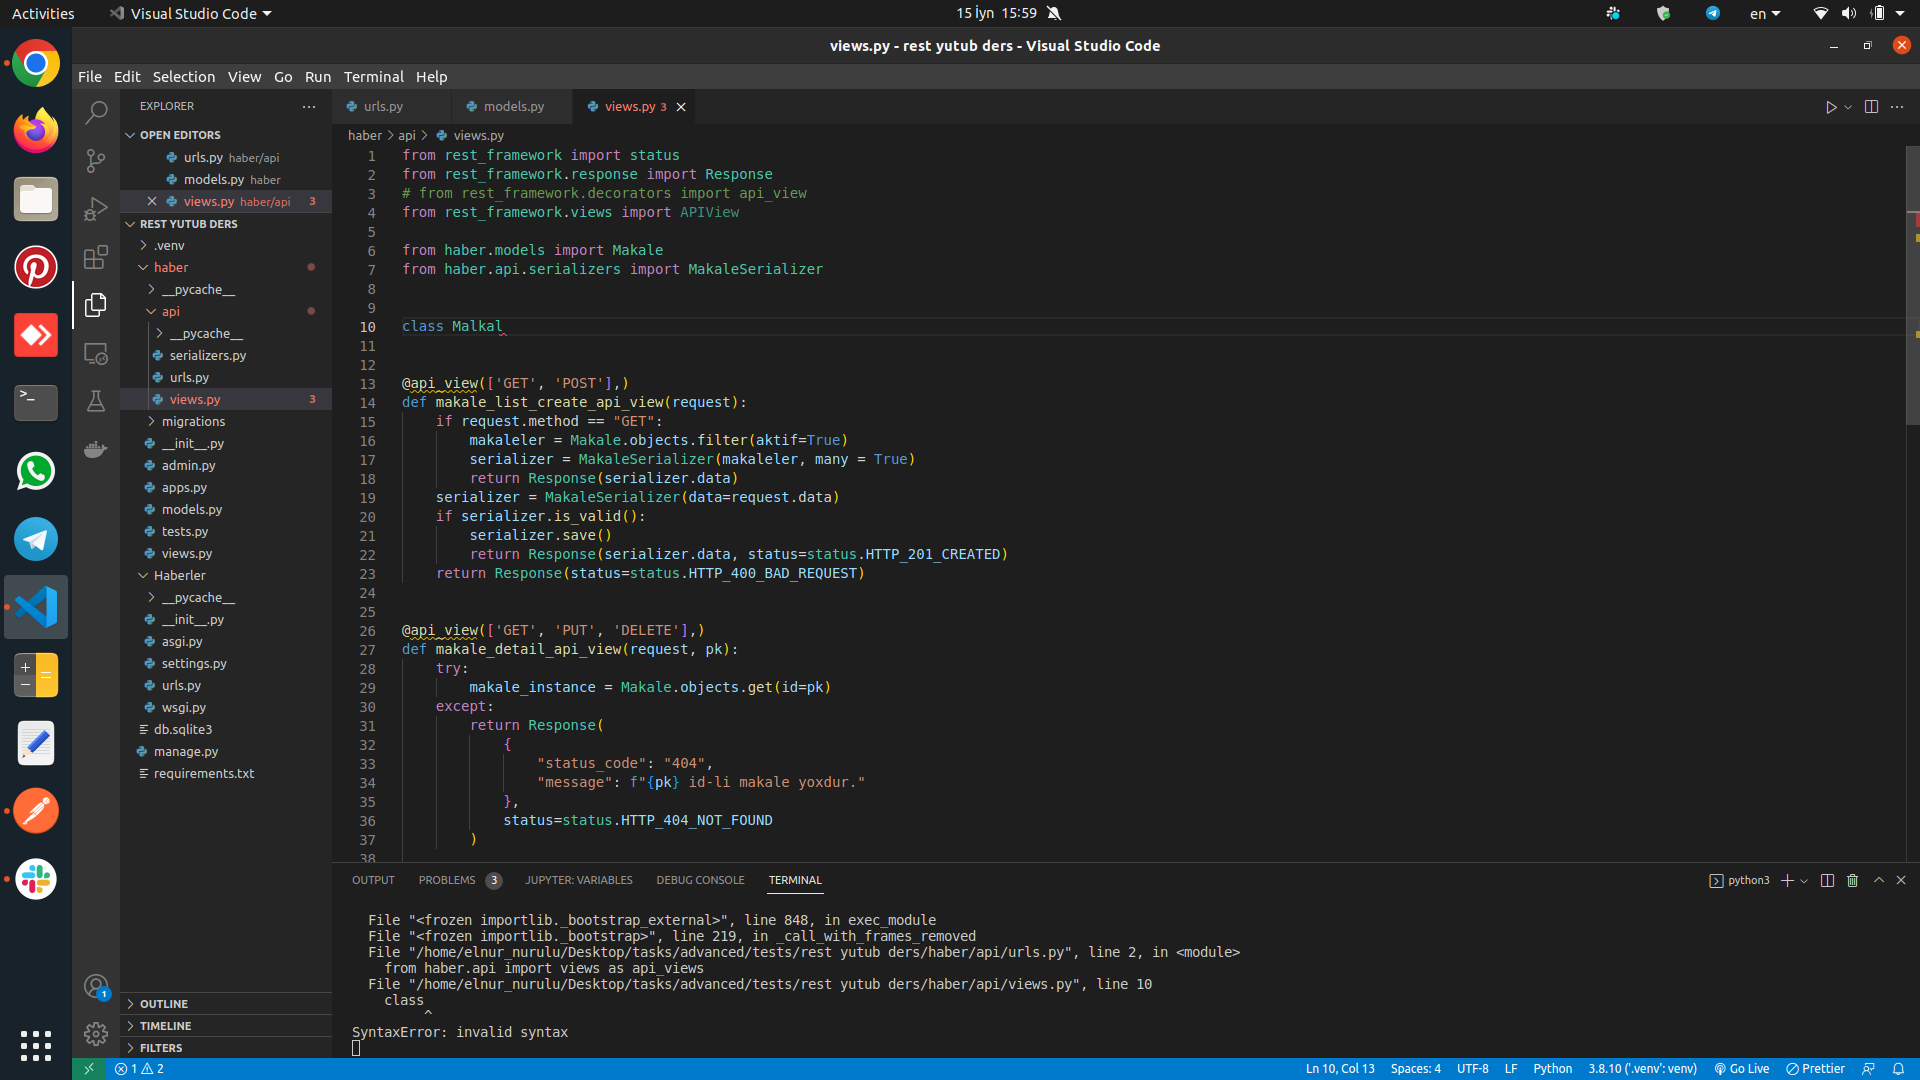 Activities
Visual Studio Code
15 İyn 15:59
en
views.py - rest yutub ders - Visual Studio Code
File Edit Selection View Go Run Terminal Help
EXPLORER
OPEN EDITORS
urls.py haber/api
models.py haber
views.py haber/api 3
REST YUTUB DERS
.venv
haber
__pycache__
api
__pycache__
serializers.py
urls.py
views.py 3
migrations
__init__.py
admin.py
apps.py
models.py
tests.py
views.py
Haberler
__pycache__
__init__.py
asgi.py
settings.py
urls.py
wsgi.py
db.sqlite3
manage.py
requirements.txt
OUTLINE
TIMELINE
FILTERS
1
urls.py models.py views.py 3
haber > api > views.py
1 from rest_framework import status
2 from rest_framework.response import Response
3 # from rest_framework.decorators import api_view
4 from rest_framework.views import APIView
5
6 from haber.models import Makale
7 from haber.api.serializers import MakaleSerializer
8
9
10 class Malkal
11
12
13 @api_view(['GET', 'POST'],)
14 def makale_list_create_api_view(request):
15 if request.method == "GET":
16 makaleler = Makale.objects.filter(aktif=True)
17 serializer = MakaleSerializer(makaleler, many = True)
18 return Response(serializer.data)
19 serializer = MakaleSerializer(data=request.data)
20 if serializer.is_valid():
21 serializer.save()
22 return Response(serializer.data, status=status.HTTP_201_CREATED)
23 return Response(status=status.HTTP_400_BAD_REQUEST)
24
25
26 @api_view(['GET', 'PUT', 'DELETE'],)
27 def makale_detail_api_view(request, pk):
28 try:
29 makale_instance = Makale.objects.get(id=pk)
30 except:
31 return Response(
32 {
33 "status_code": "404",
34 "message": f"{pk} id-li makale yoxdur."
35 },
36 status=status.HTTP_404_NOT_FOUND
37 )
38
OUTPUT PROBLEMS 3 JUPYTER: VARIABLES DEBUG CONSOLE TERMINAL
python3
File "<frozen importlib._bootstrap_external>", line 848, in exec_module
File "<frozen importlib._bootstrap>", line 219, in _call_with_frames_removed
File "/home/elnur_nurulu/Desktop/tasks/advanced/tests/rest yutub ders/haber/api/urls.py", line 2, in <module>
from haber.api import views as api_views
File "/home/elnur_nurulu/Desktop/tasks/advanced/tests/rest yutub ders/haber/api/views.py", line 10
class
^
SyntaxError: invalid syntax
1 2
Ln 10, Col 13 Spaces: 4 UTF-8 LF Python 3.8.10 ('.venv': venv) Go Live Prettier